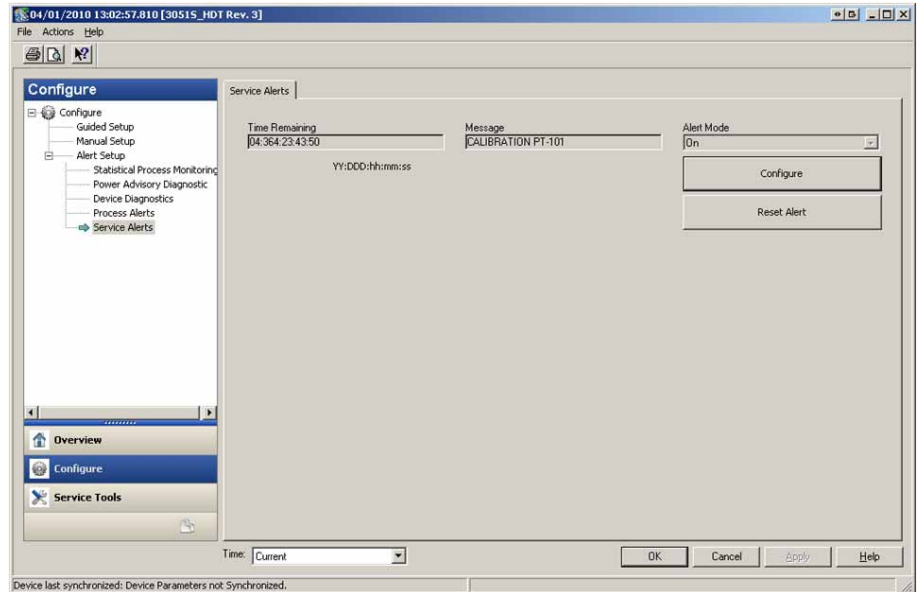 04/01/2010 13:02:57.810 [3051S_HDT Rev. 3]
File Actions Help
Configure
Configure
Guided Setup
Manual Setup
Alert Setup
Statistical Process Monitoring
Power Advisory Diagnostic
Device Diagnostics
Process Alerts
Service Alerts
Overview
Configure
Service Tools
Service Alerts
Time Remaining
04:364:23:43:50
YY:DDD:hh:mm:ss
Message
CALIBRATION PT-101
Alert Mode
On
Configure
Reset Alert
Time: Current
OK Cancel Apply Help
Device last synchronized: Device Parameters not Synchronized.